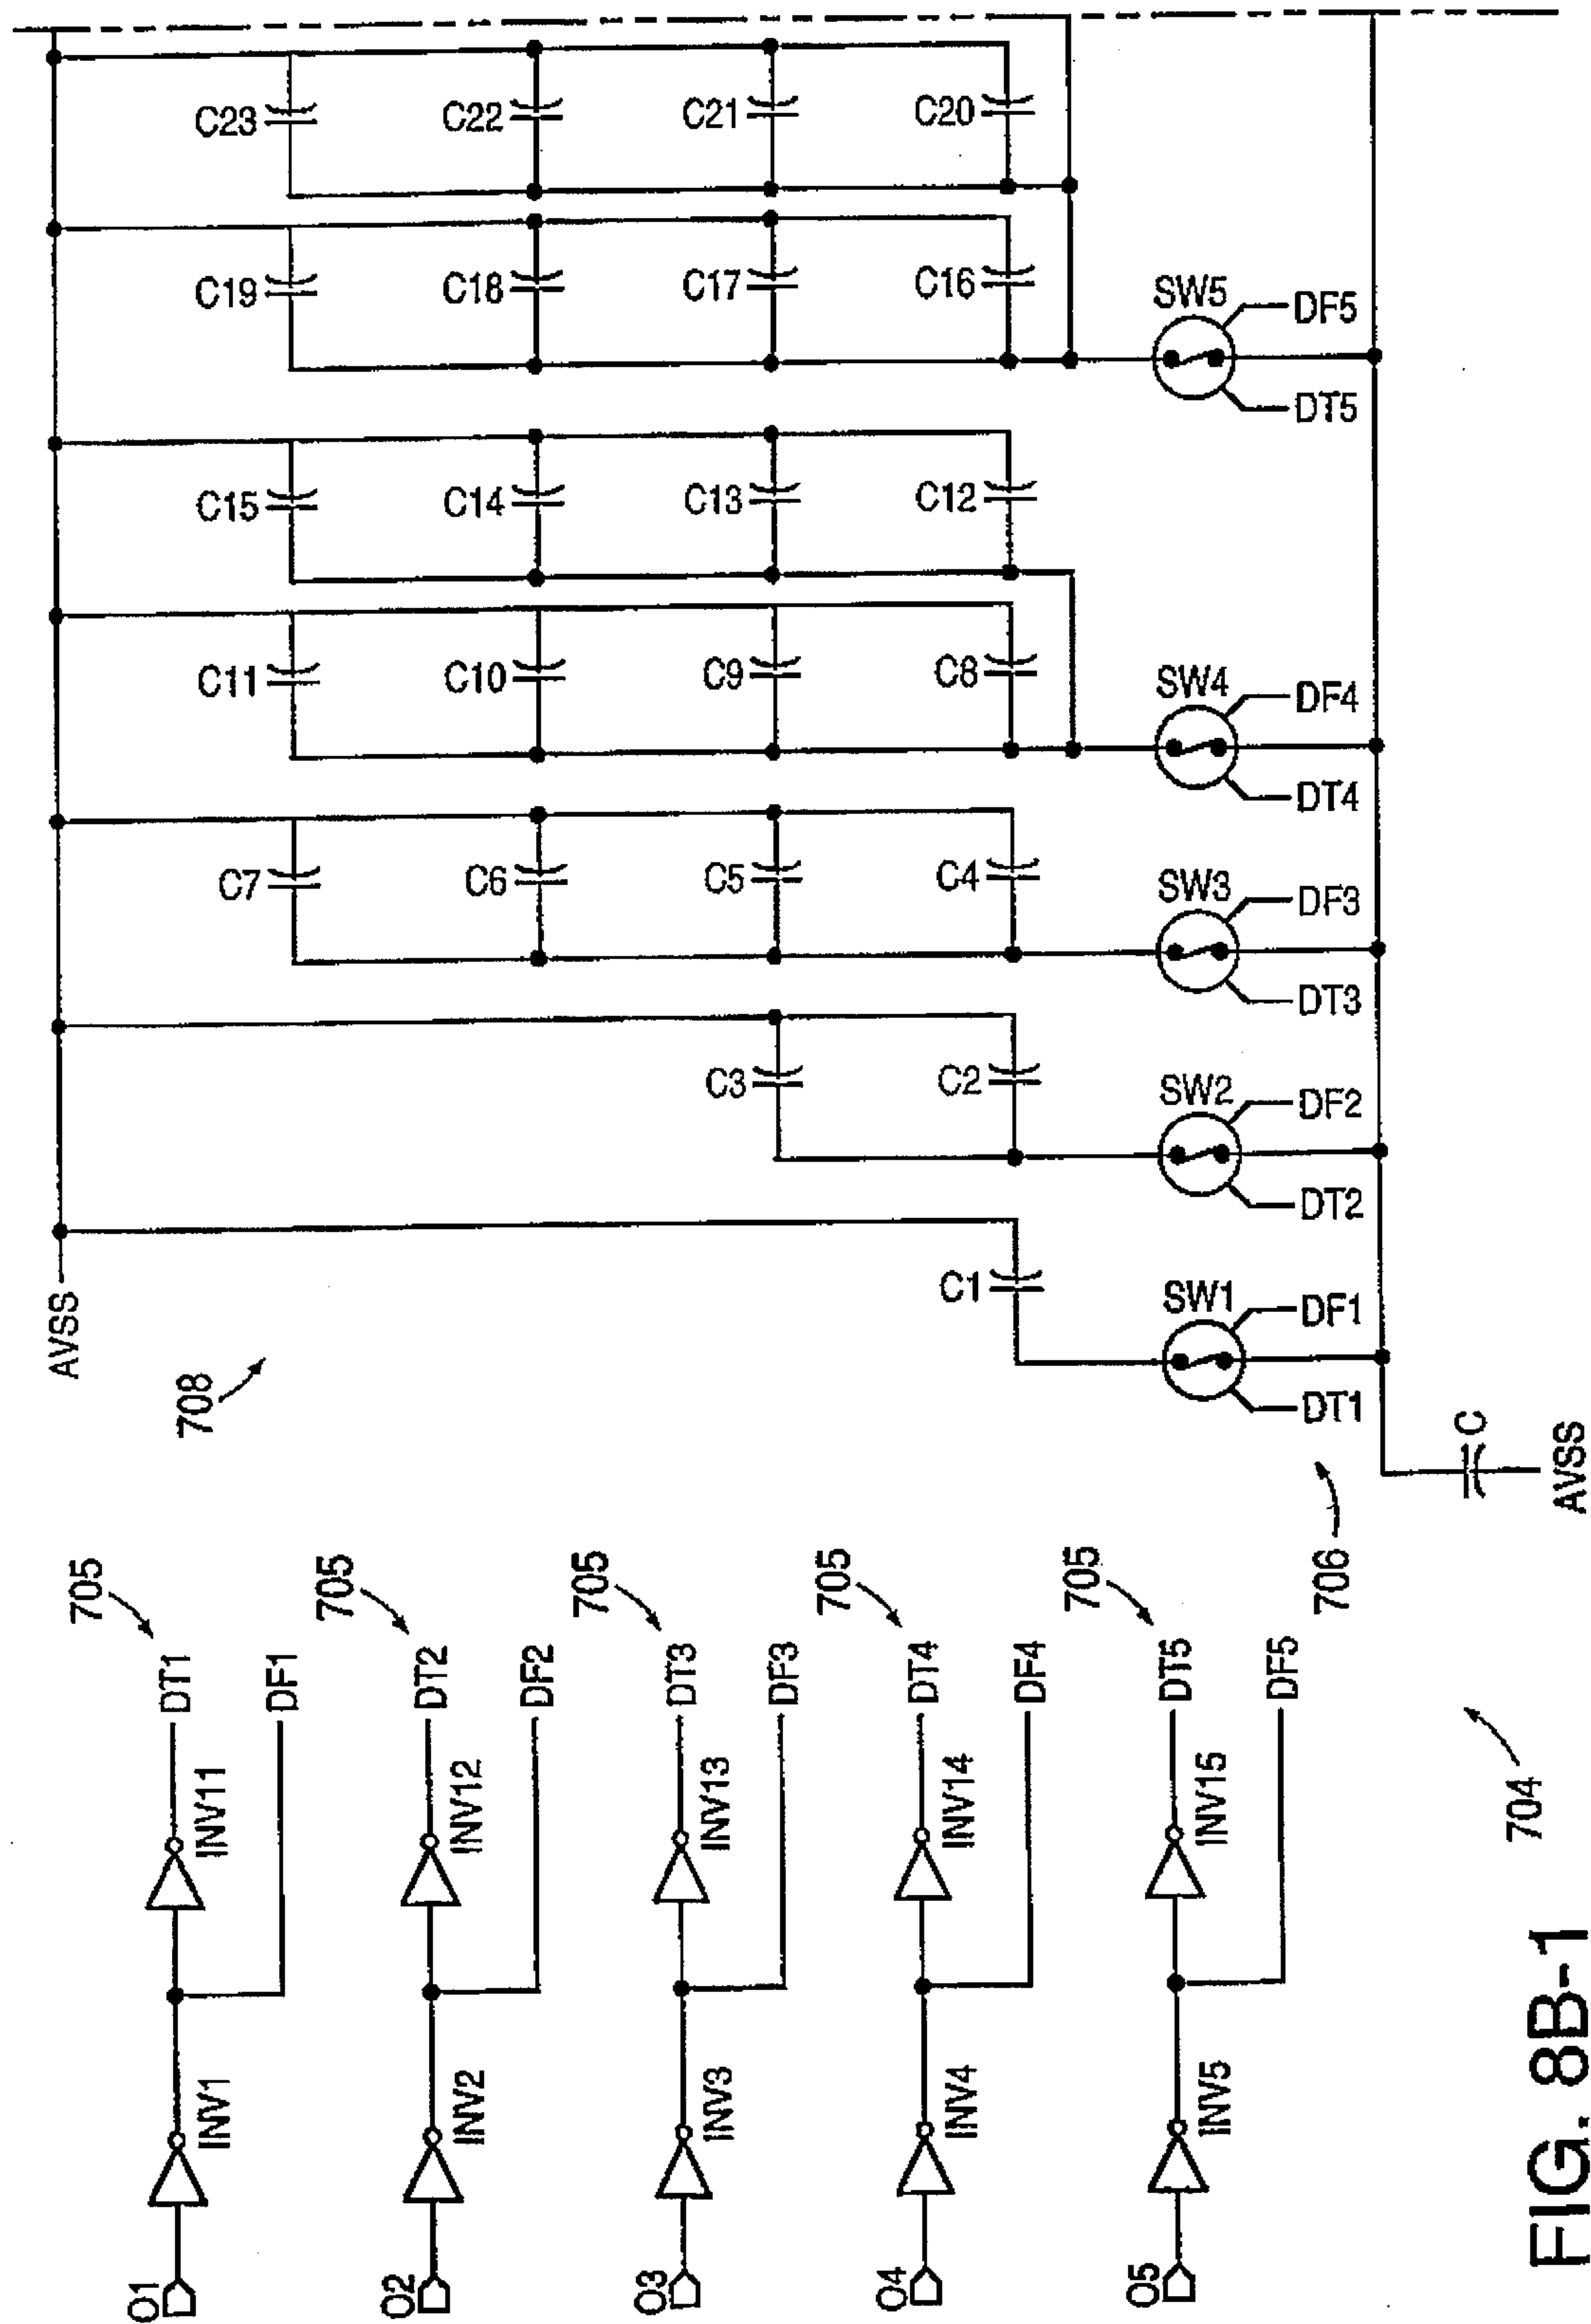 O1
INV1
INV11
DT1
DF1
705
O2
INV2
INV12
DT2
DF2
705
O3
INV3
INV13
DT3
DF3
705
O4
INV4
INV14
DT4
DF4
705
O5
INV5
INV15
DT5
DF5
705
704
706
708
AVSS
C23
C22
C21
C20
C19
C18
C17
C16
SW5
DF5
DT5
C15
C14
C13
C12
C11
C10
C9
C8
SW4
DF4
DT4
C7
C6
C5
C4
SW3
DF3
DT3
C3
C2
SW2
DF2
DT2
C1
SW1
DF1
DT1
C
AVSS
FIG. 8B-1